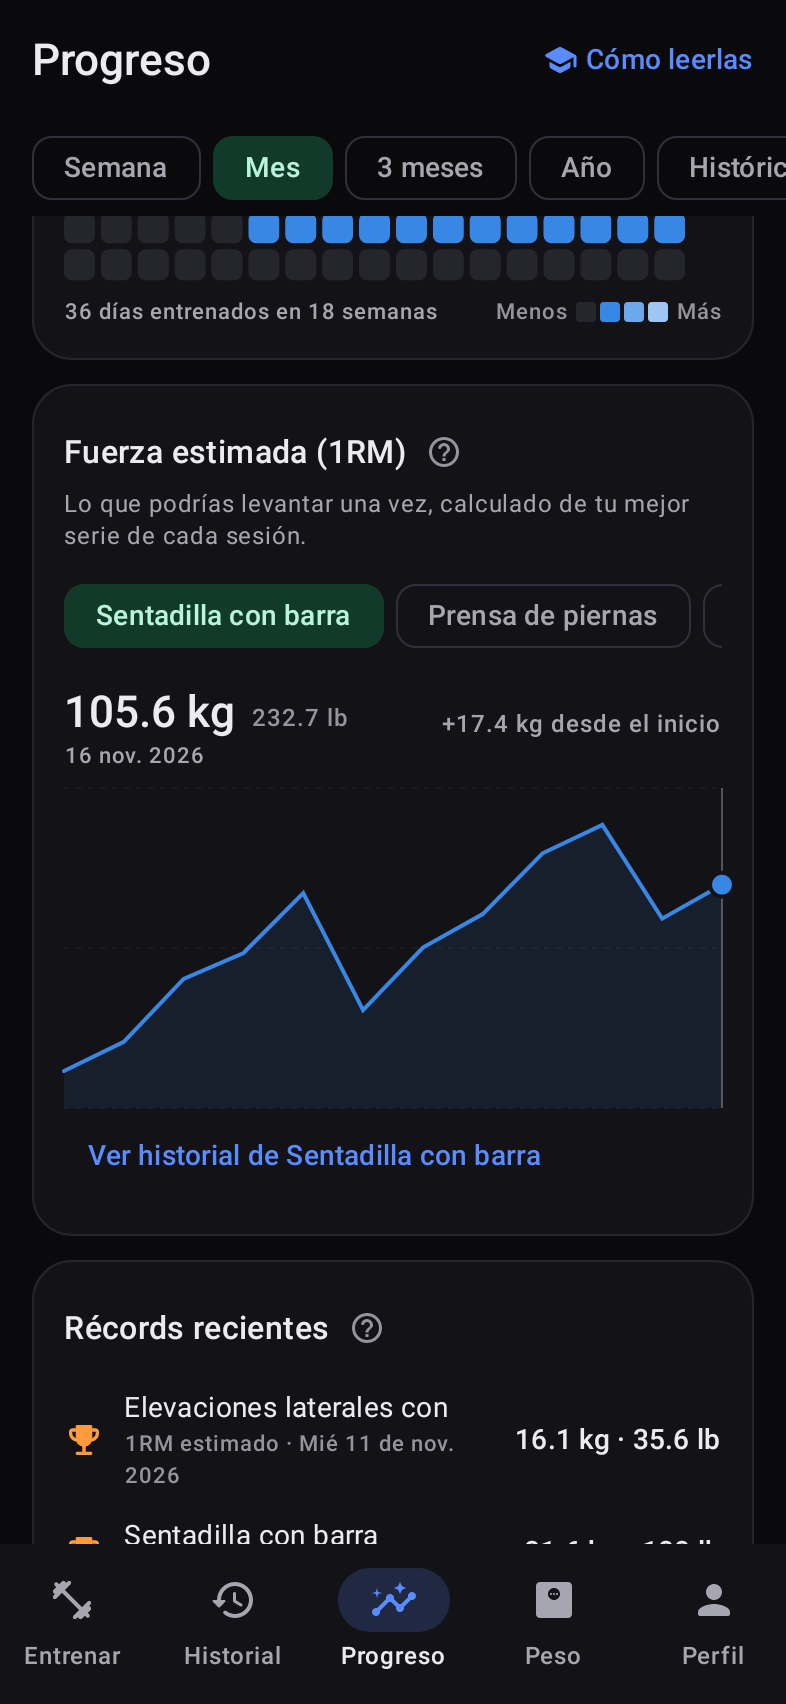 Progreso
Cómo leerlas
Semana
Mes
3 meses
Año
Históric
36 días entrenados en 18 semanas
Menos
Más
Fuerza estimada (1RM)
Lo que podrías levantar una vez, calculado de tu mejor
serie de cada sesión.
Sentadilla con barra
Prensa de piernas
105.6 kg 232.7 lb
+17.4 kg desde el inicio
16 nov. 2026
Ver historial de Sentadilla con barra
Récords recientes
Elevaciones laterales con
1RM estimado · Mié 11 de nov.
2026
16.1 kg · 35.6 lb
Sentadilla con barra
Entrenar
Historial
Progreso
Peso
Perfil